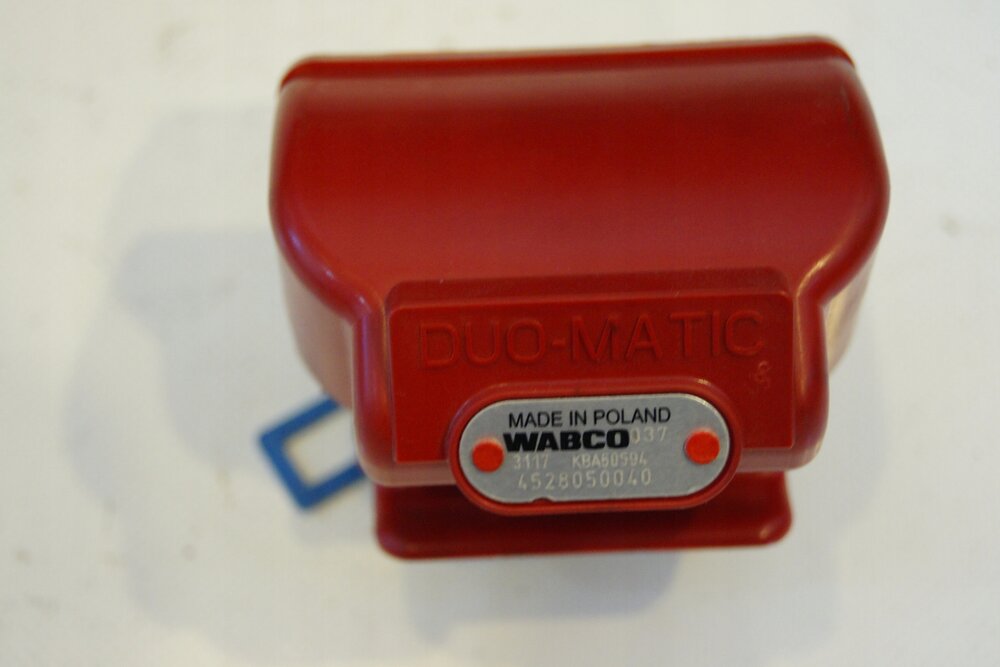 DUO-MATIC
MADE IN POLAND
WABCO 037
3117 KBA80594
4528050040